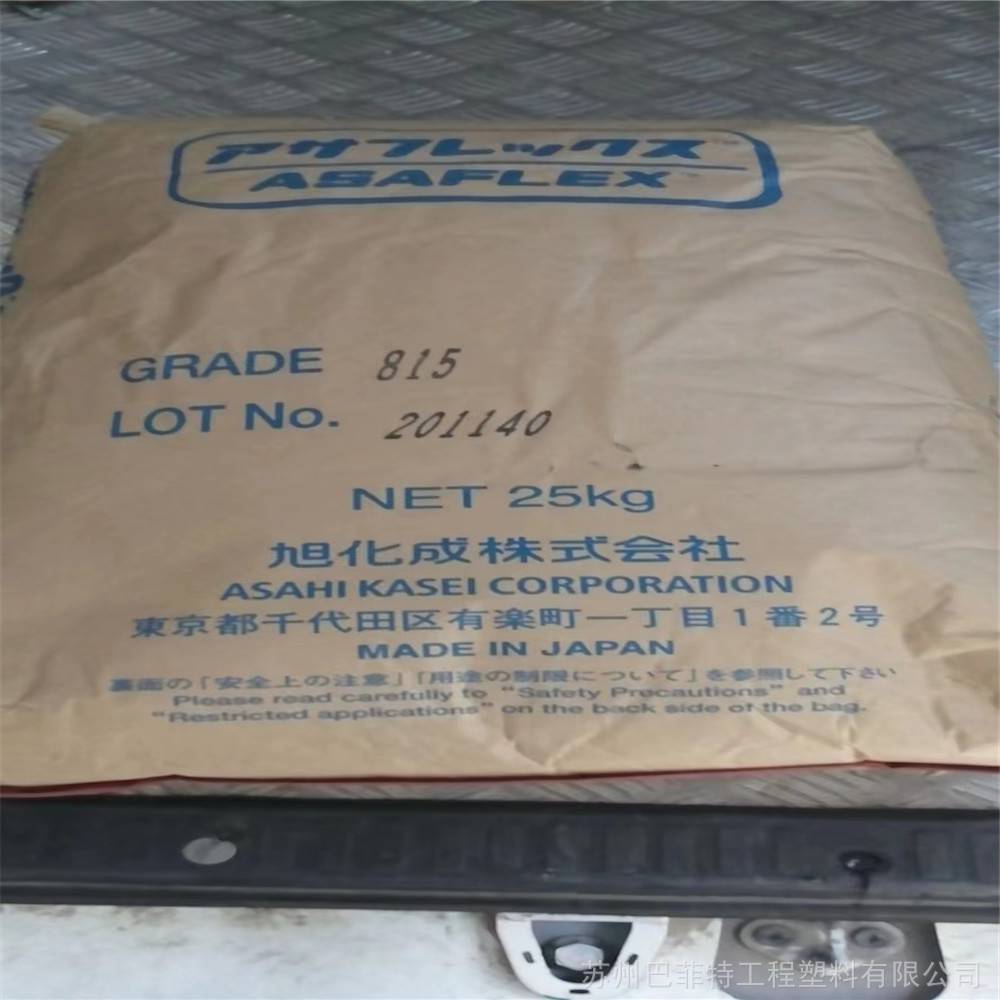 アサフレックス™
ASAFLEX™
GRADE 815
LOT No. 201140
NET 25kg
旭化成株式会社
ASAHI KASEI CORPORATION
東京都千代田区有楽町一丁目1番2号
MADE IN JAPAN
裏面の「安全上の注意」「用途の制限について」を参照して下さい
Please read carefully to "Safety Precautions" and
"Restricted applications" on the back side of the bag.
苏州巴菲特工程塑料有限公司